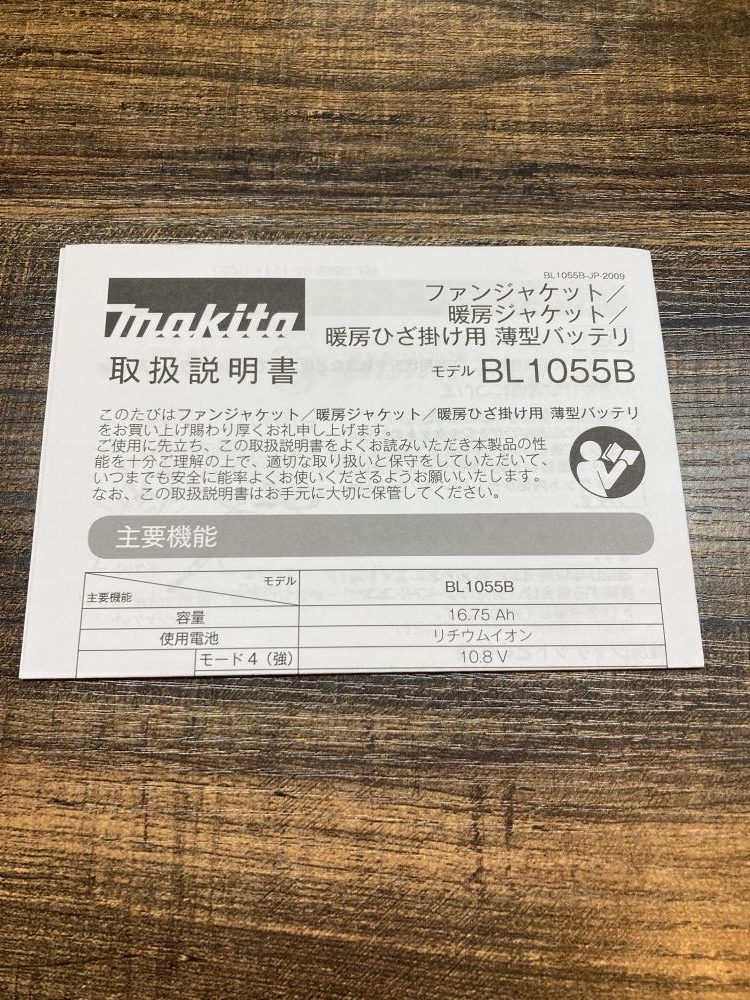 BL1055B-JP-2009
makita
ファンジャケット／
暖房ジャケット／
暖房ひざ掛け用 薄型バッテリ
取扱説明書
モデル BL1055B
このたびはファンジャケット／暖房ジャケット／暖房ひざ掛け用 薄型バッテリ
をお買い上げ賜わり厚くお礼申し上げます。
ご使用に先立ち、この取扱説明書をよくお読みいただき本製品の性
能を十分ご理解の上で、適切な取り扱いと保守をしていただいて、
いつまでも安全に能率よくお使いくださるようお願いいたします。
なお、この取扱説明書はお手元に大切に保管してください。
主要機能
モデル
主要機能
BL1055B
容量 16.75 Ah
使用電池 リチウムイオン
モード 4（強） 10.8 V